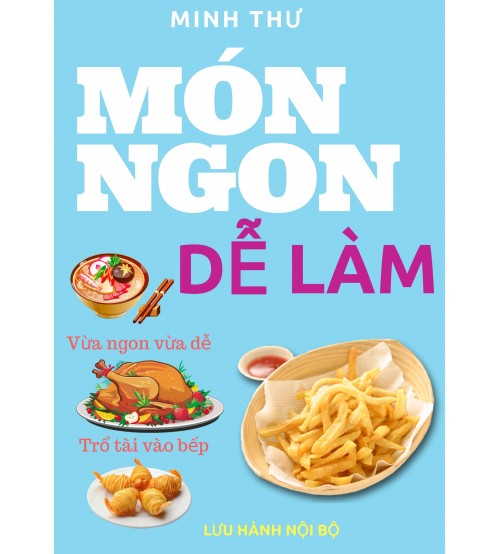 MINH THƯ
MÓN
NGON
DỄ LÀM
Vừa ngon vừa dễ
Trổ tài vào bếp
LƯU HÀNH NỘI BỘ